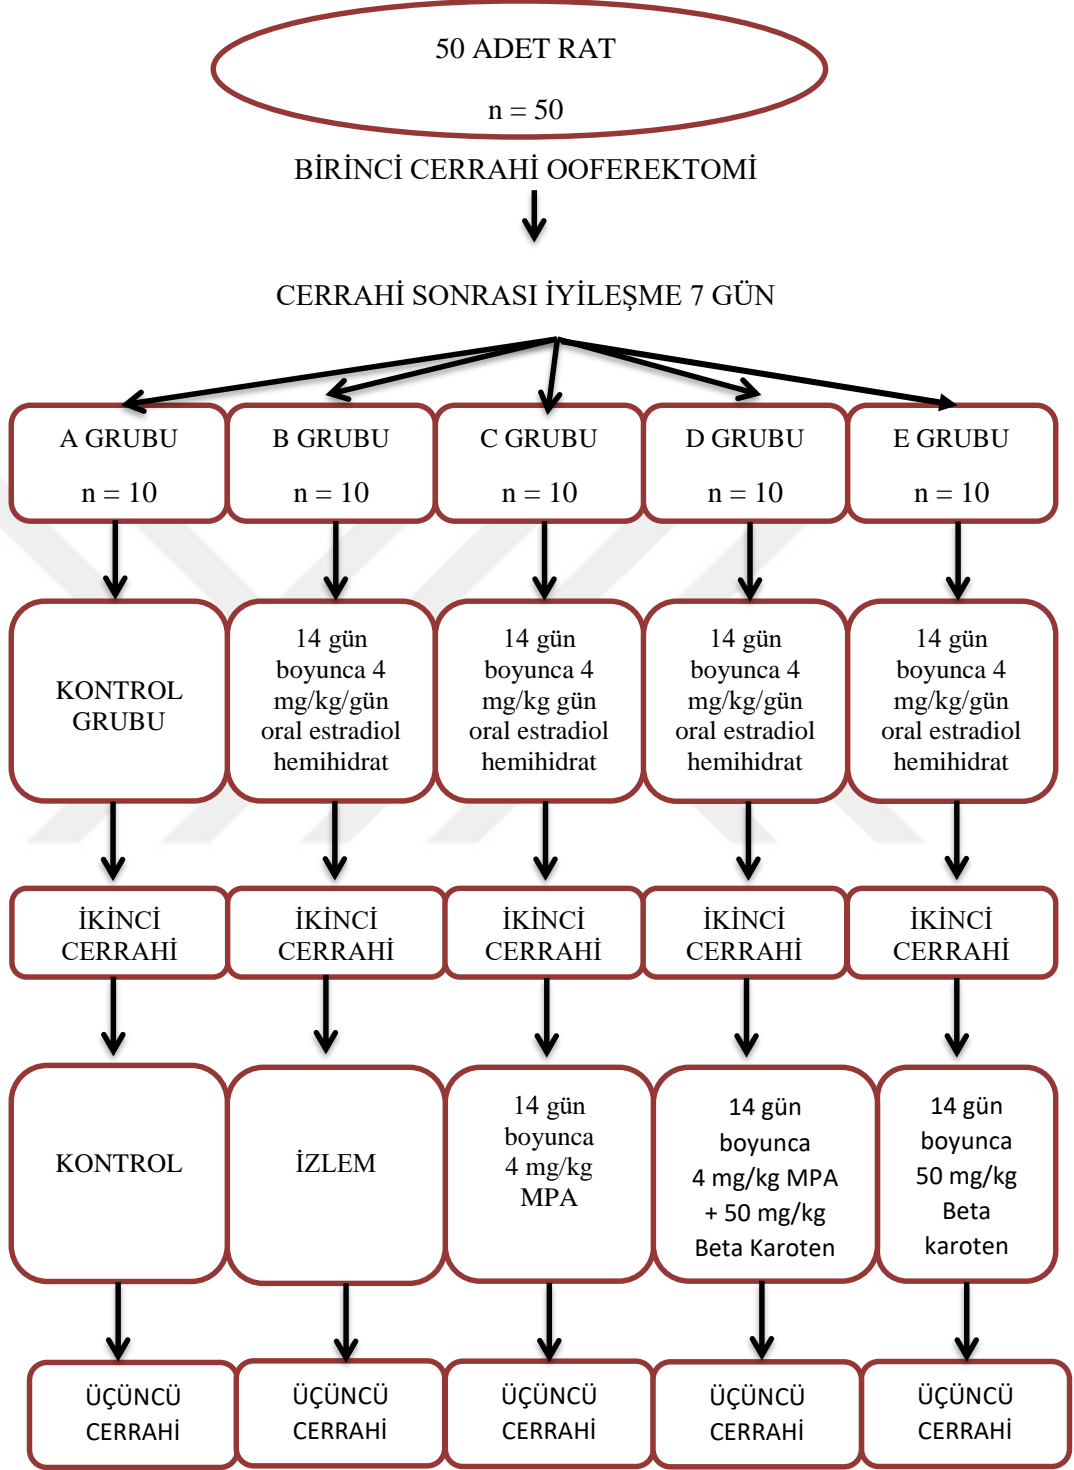 50 ADET RAT
n = 50
BİRİNCİ CERRAHİ OOFEREKTOMİ
CERRAHİ SONRASI İYİLEŞME 7 GÜN
A GRUBU
n = 10
B GRUBU
n = 10
C GRUBU
n = 10
D GRUBU
n = 10
E GRUBU
n = 10
KONTROL
GRUBU
14 gün
boyunca 4
mg/kg/gün
oral estradiol
hemihidrat
14 gün
boyunca 4
mg/kg gün
oral estradiol
hemihidrat
14 gün
boyunca 4
mg/kg/gün
oral estradiol
hemihidrat
14 gün
boyunca 4
mg/kg/gün
oral estradiol
hemihidrat
İKİNCİ
CERRAHİ
İKİNCİ
CERRAHİ
İKİNCİ
CERRAHİ
İKİNCİ
CERRAHİ
İKİNCİ
CERRAHİ
KONTROL
İZLEM
14 gün
boyunca
4 mg/kg
MPA
14 gün
boyunca
4 mg/kg MPA
+ 50 mg/kg
Beta Karoten
14 gün
boyunca
50 mg/kg
Beta
karoten
ÜÇÜNCÜ
CERRAHİ
ÜÇÜNCÜ
CERRAHİ
ÜÇÜNCÜ
CERRAHİ
ÜÇÜNCÜ
CERRAHİ
ÜÇÜNCÜ
CERRAHİ